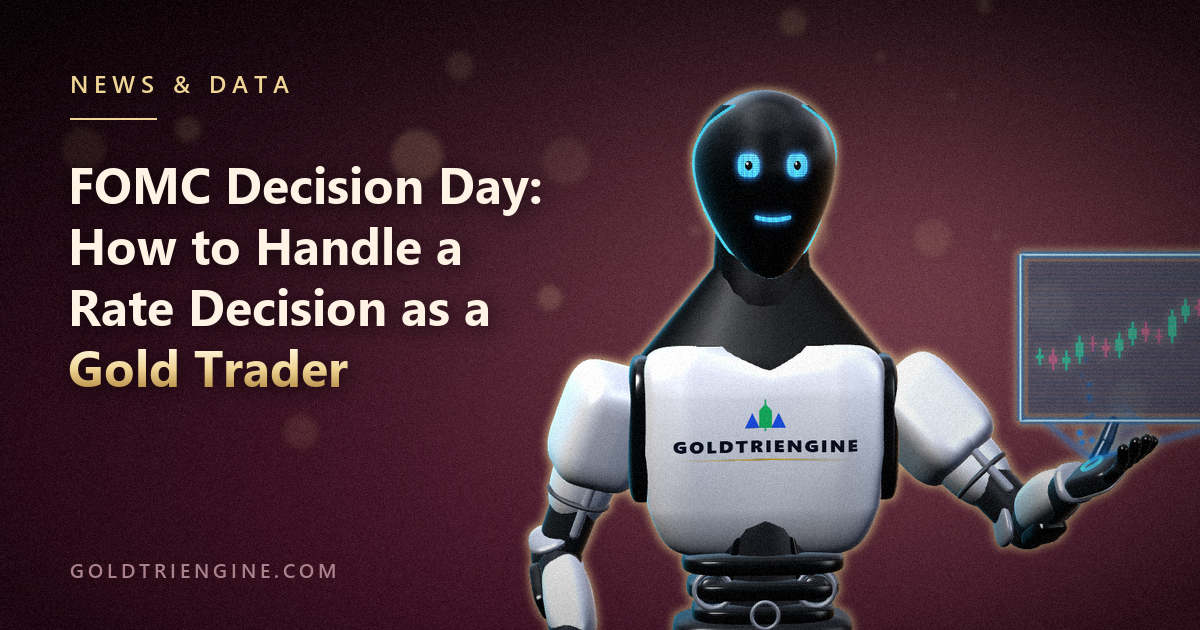 NEWS & DATA
FOMC Decision Day:
How to Handle a
Rate Decision as a
Gold Trader
GOLDTRIENGINE
GOLDTRIENGINE.COM